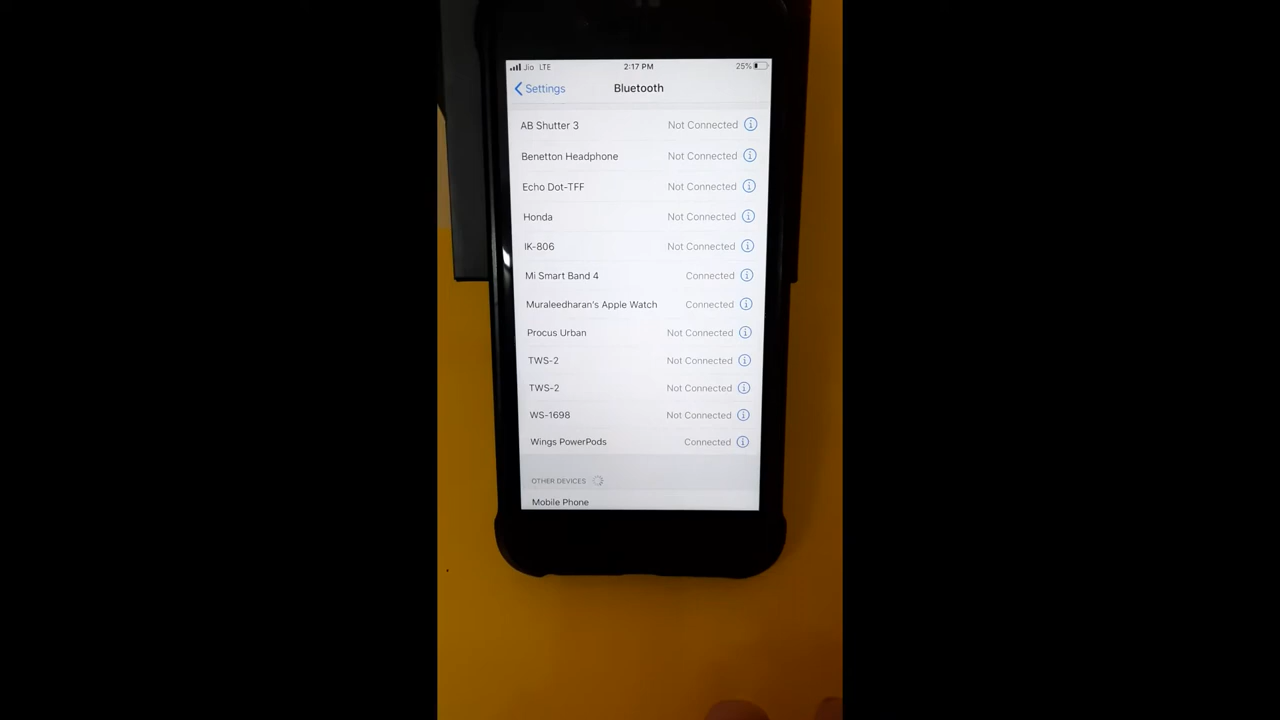 Jio LTE 2:17 PM 25%
Settings Bluetooth
AB Shutter 3 Not Connected
Benetton Headphone Not Connected
Echo Dot-TFF Not Connected
Honda Not Connected
IK-806 Not Connected
Mi Smart Band 4 Connected
Muraleedharan's Apple Watch Connected
Procus Urban Not Connected
TWS-2 Not Connected
TWS-2 Not Connected
WS-1698 Not Connected
Wings PowerPods Connected
OTHER DEVICES
Mobile Phone